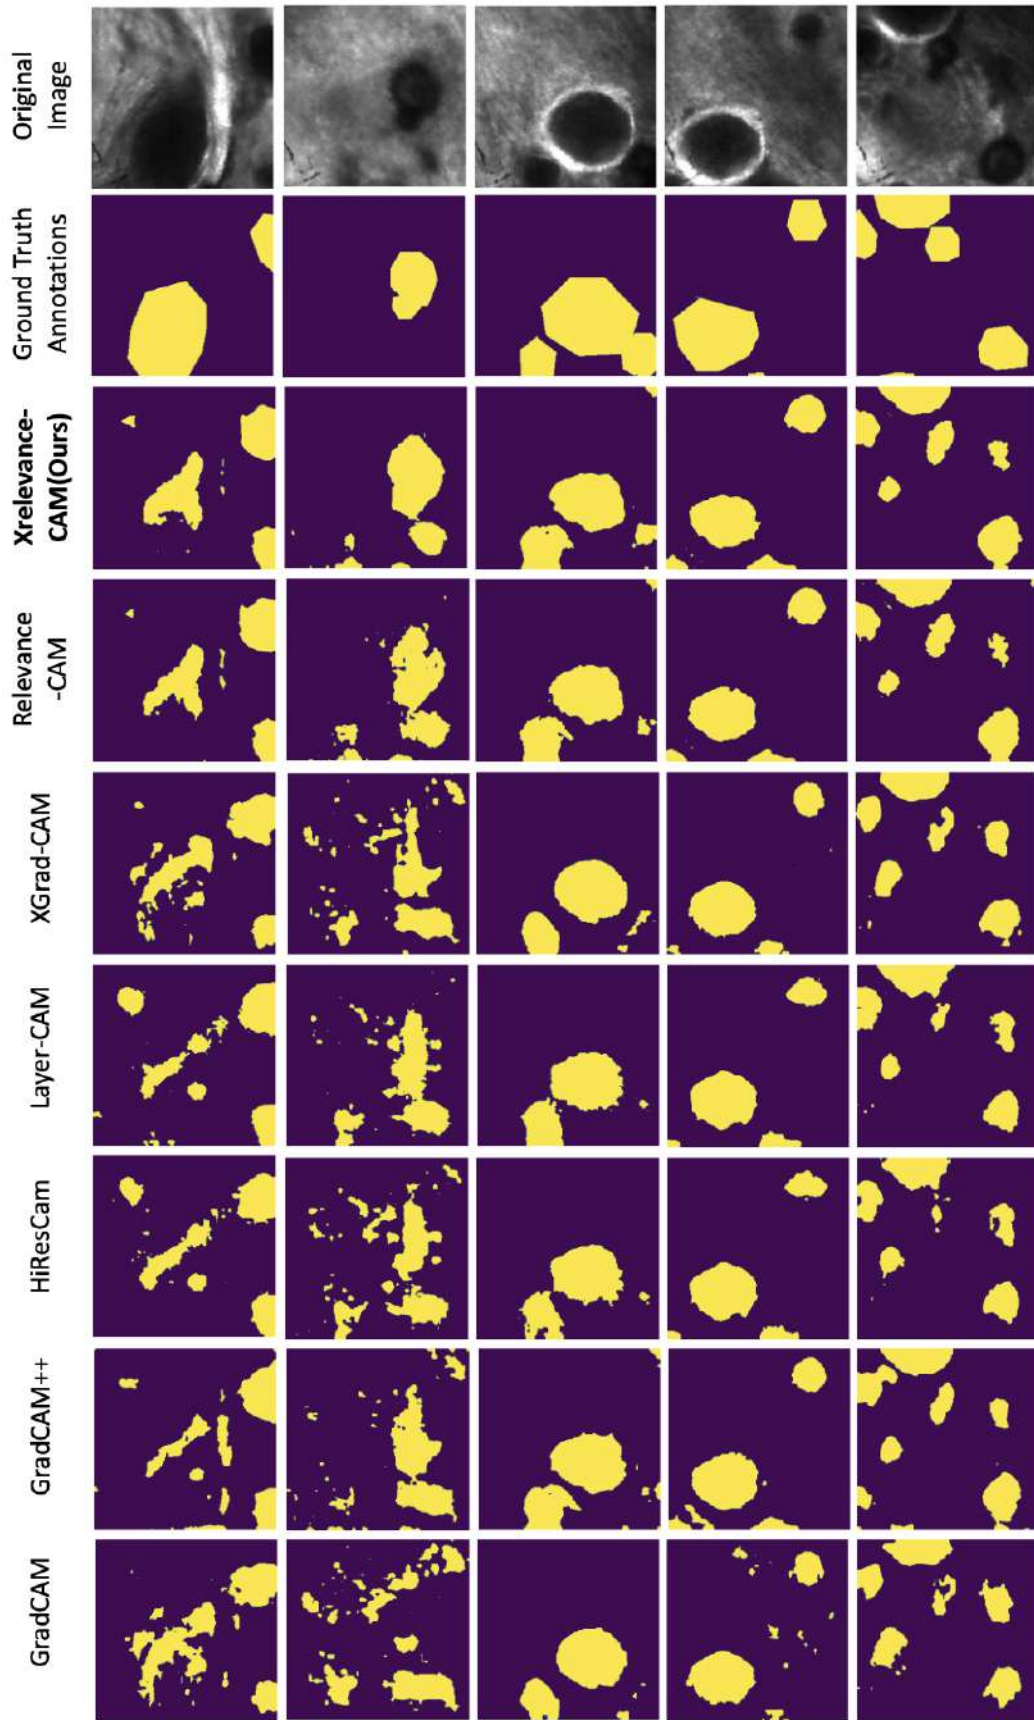 Original
Image
Ground Truth
Annotations
Xrelevance-
CAM(Ours)
Relevance
-CAM
XGrad-CAM
Layer-CAM
HiResCam
GradCAM++
GradCAM